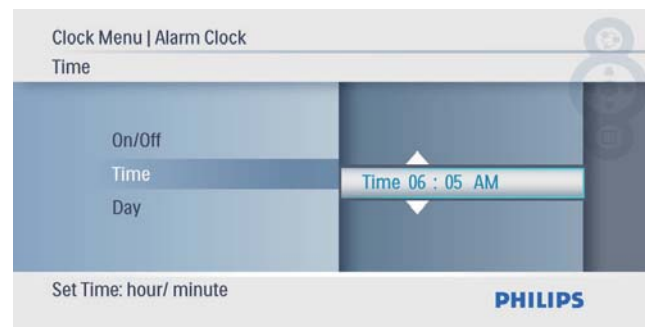 Clock Menu | Alarm Clock
Time
On/Off
Time
Time 06 : 05 AM
Day
Set Time: hour/ minute
PHILIPS